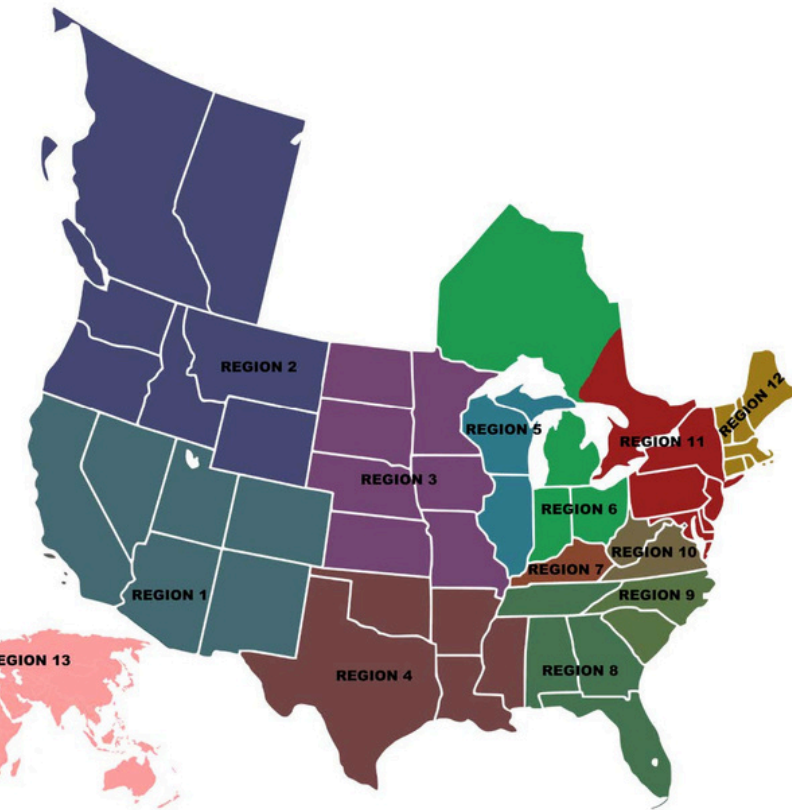 REGION 2
REGION 12
REGION 5
REGION 11
REGION 3
REGION 6
REGION 10
REGION 7
REGION 1
REGION 9
EGION 13
REGION 8
REGION 4